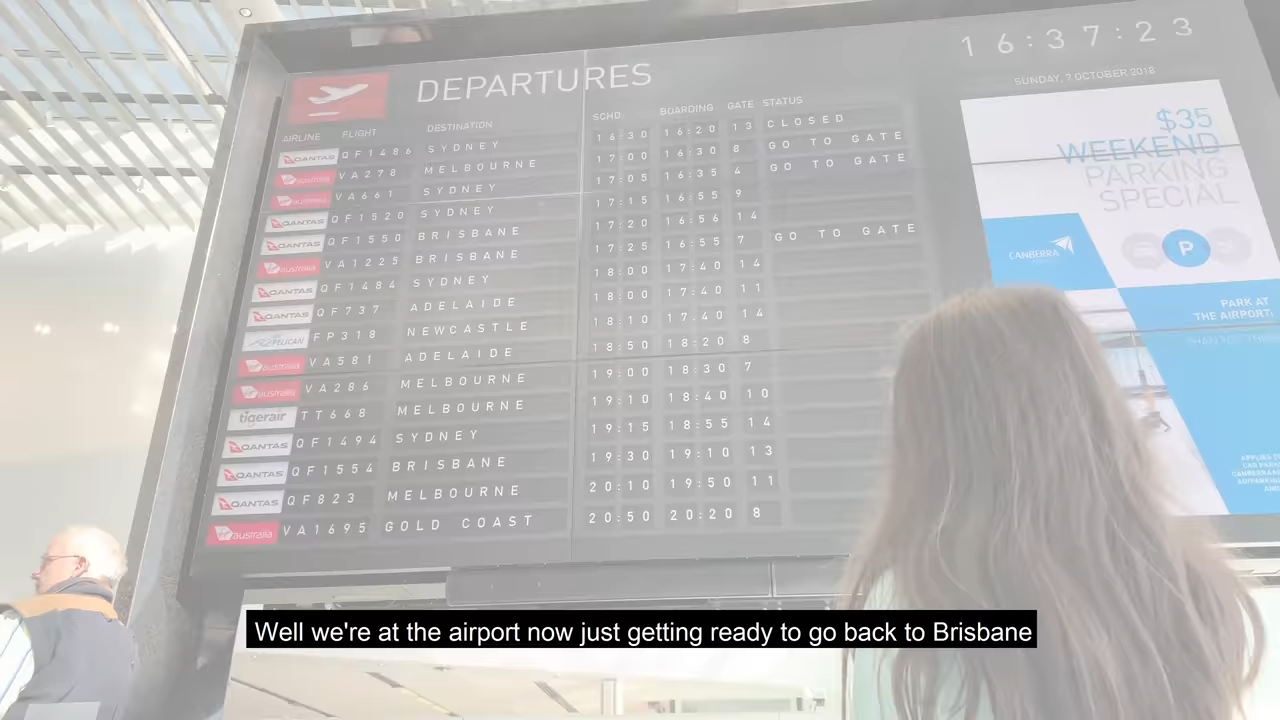 16:37:23
SUNDAY, 7 OCTOBER 2018
DEPARTURES
AIRLINE FLIGHT DESTINATION SCHD BOARDING GATE STATUS
QANTAS QF1486 SYDNEY 16:30 16:20 13 CLOSED
australia VA278 MELBOURNE 17:00 16:30 8 GO TO GATE
australia VA661 SYDNEY 17:05 16:35 4 GO TO GATE
QANTAS QF1520 SYDNEY 17:15 16:55 9
QANTAS QF1550 BRISBANE 17:20 16:56 14
australia VA1225 BRISBANE 17:25 16:55 7 GO TO GATE
QANTAS QF1484 SYDNEY 18:00 17:40 14
QANTAS QF737 ADELAIDE 18:00 17:40 11
PELICAN FP318 NEWCASTLE 18:10 17:40 14
australia VA581 ADELAIDE 18:50 18:20 8
australia VA286 MELBOURNE 19:00 18:30 7
tigerair TT668 MELBOURNE 19:10 18:40 10
QANTAS QF1494 SYDNEY 19:15 18:55 14
QANTAS QF1554 BRISBANE 19:30 19:10 13
QANTAS QF823 MELBOURNE 20:10 19:50 11
australia VA1695 GOLD COAST 20:50 20:20 8
$35
WEEKEND
PARKING
SPECIAL
CANBERRA
P
PARK AT
THE AIRPORT
Well we're at the airport now just getting ready to go back to Brisbane